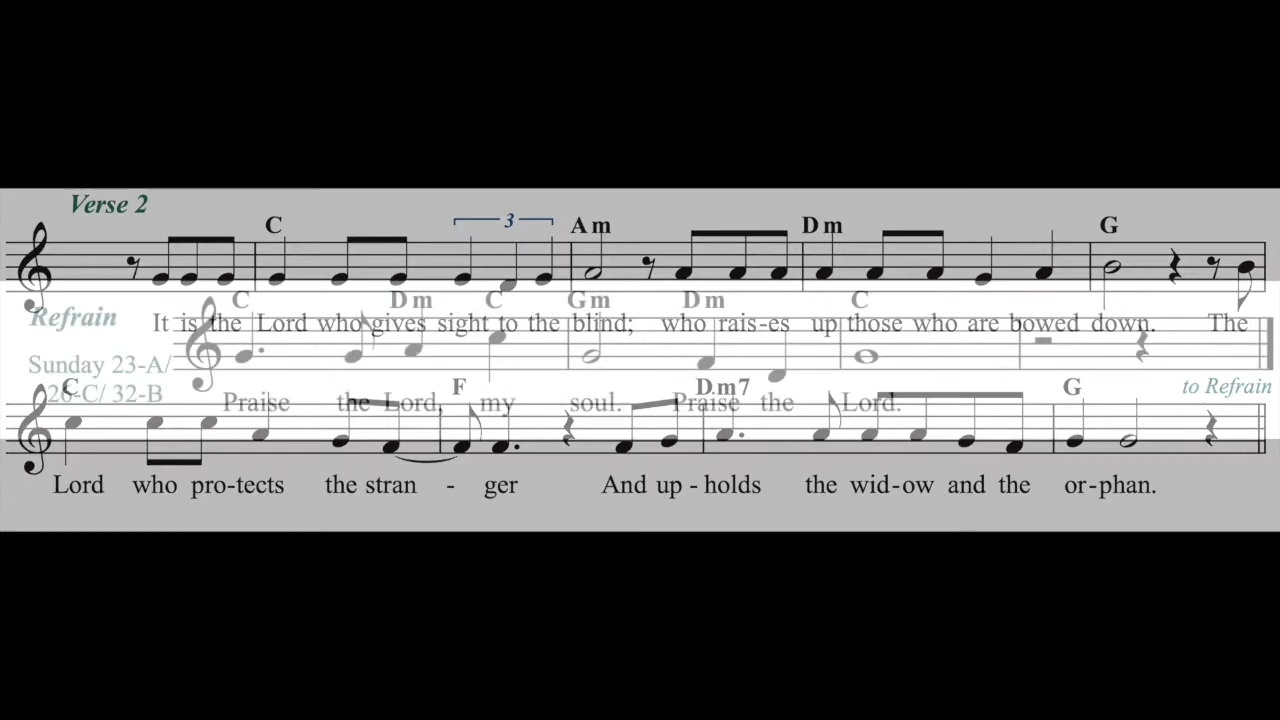 Verse 2
C 3 Am Dm G
It is the Lord who gives sight to the blind; who rais-es up those who are bowed down. The
Refrain
C Dm C Gm Dm C
Sunday 23-A/
26-C/ 32-B
Praise the Lord, my soul. Praise the Lord.
C F Dm7 G to Refrain
Lord who pro-tects the stran - ger And up - holds the wid-ow and the or-phan.